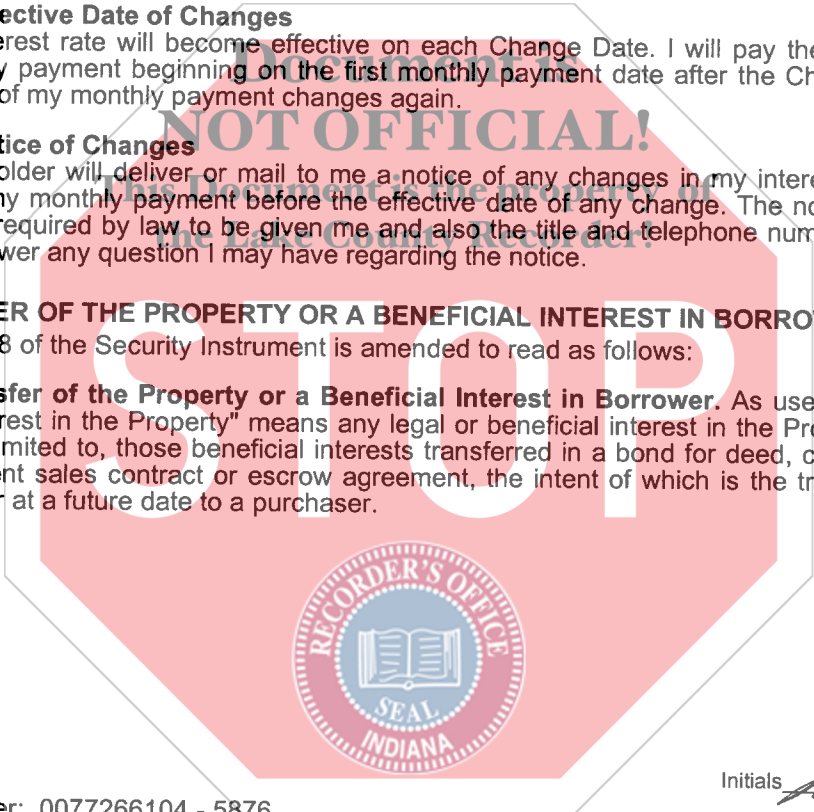 ective Date of Changes
erest rate will become effective on each Change Date. I will pay the
y payment beginning on the first monthly payment date after the Ch
of my monthly payment changes again.
Document is
NOT OFFICIAL!
This Document is the property of
the Lake County Recorder!
tice of Changes
older will deliver or mail to me a notice of any changes in my intere
ny monthly payment before the effective date of any change. The no
required by law to be given me and also the title and telephone num
wer any question I may have regarding the notice.
ER OF THE PROPERTY OR A BENEFICIAL INTEREST IN BORRO
8 of the Security Instrument is amended to read as follows:
STOP
sfer of the Property or a Beneficial Interest in Borrower. As use
rest in the Property" means any legal or beneficial interest in the Pro
mited to, those beneficial interests transferred in a bond for deed, c
nt sales contract or escrow agreement, the intent of which is the tr
r at a future date to a purchaser.
RECORDER'S OFFICE
SEAL
INDIANA
Initials
er: 0077266104 - 5876